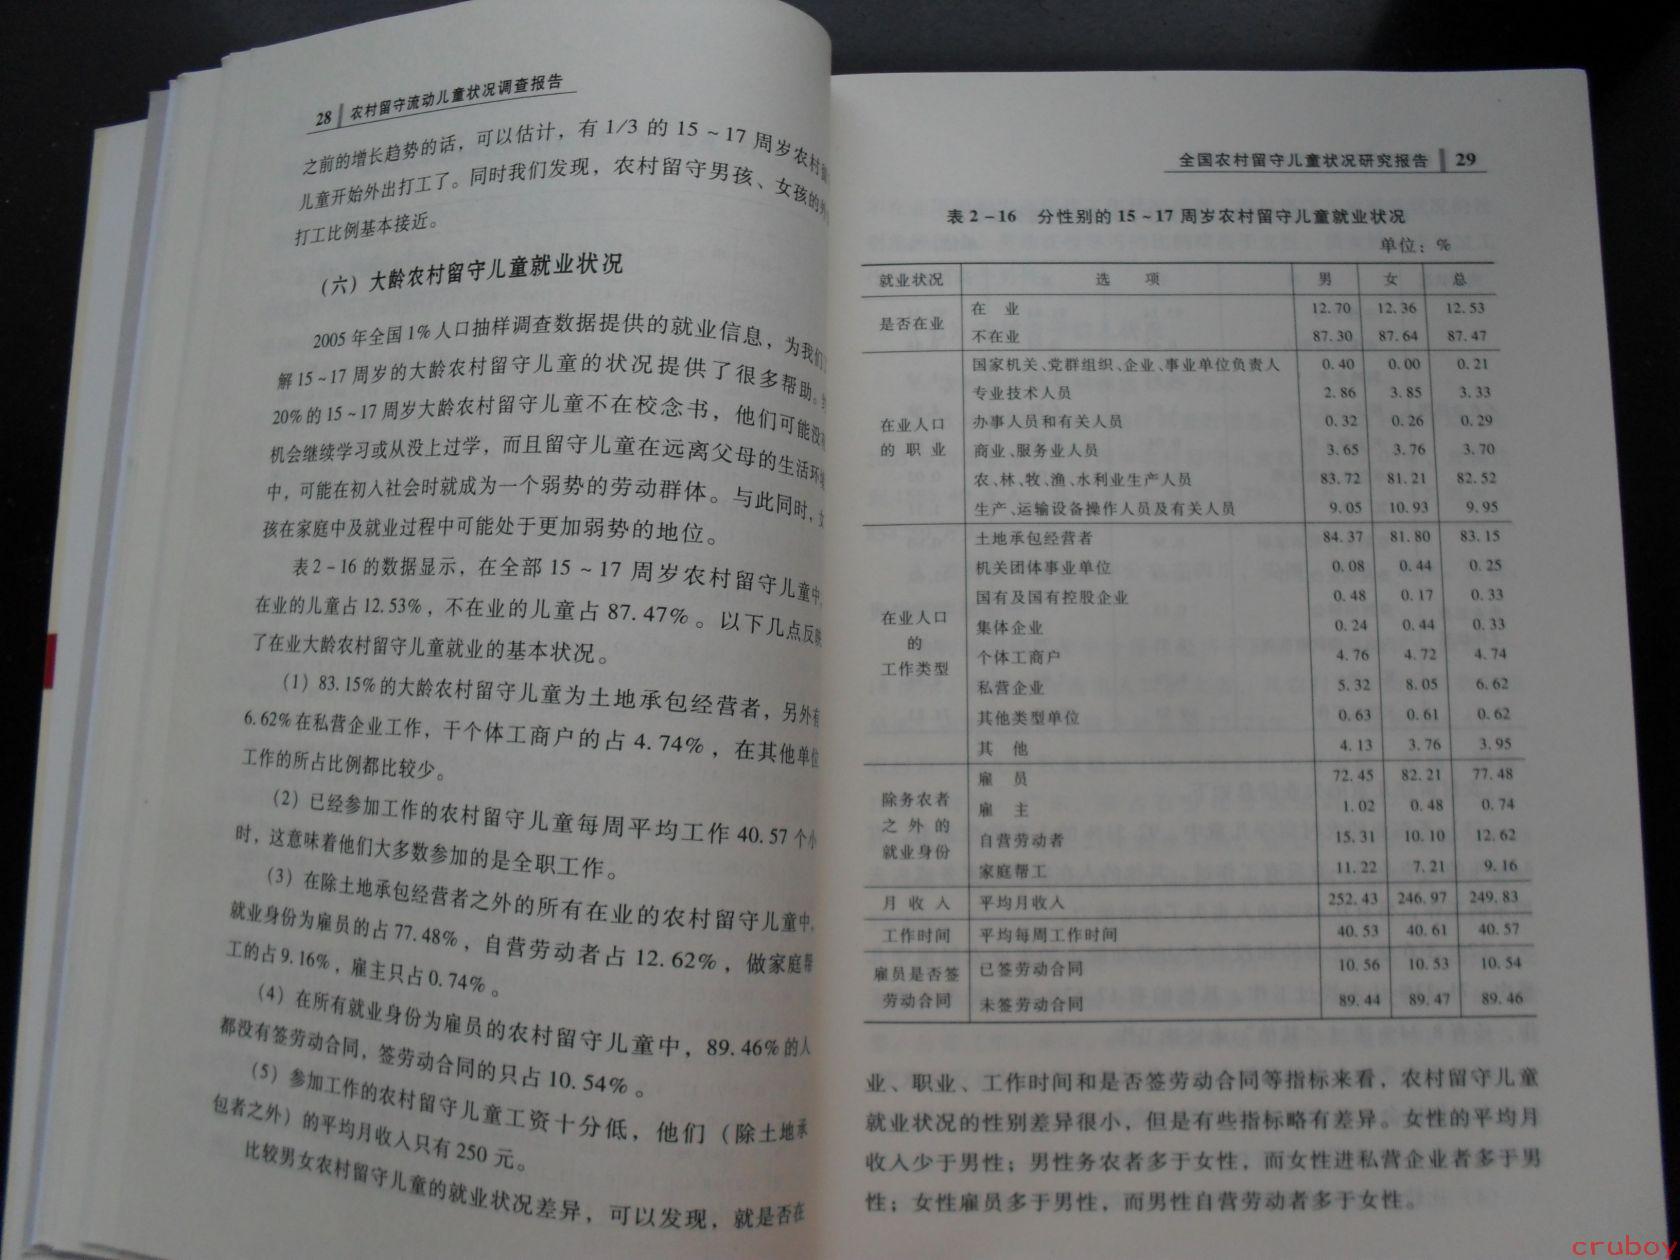 28 农村留守流动儿童状况调查报告
之前的增长趋势的话，可以估计，有1/3的15~17周岁农村
儿童开始外出打工了。同时我们发现，农村留守男孩、女孩的外
打工比例基本接近。
（六）大龄农村留守儿童就业状况
2005年全国1%人口抽样调查数据提供的就业信息，为我们
解15~17周岁的大龄农村留守儿童的状况提供了很多帮助。
20%的15~17周岁大龄农村留守儿童不在校念书，他们可能没
机会继续学习或从没上过学，而且留守儿童在远离父母的生活环
中，可能在初入社会时就成为一个弱势的劳动群体。与此同时，女
孩在家庭中及就业过程中可能处于更加弱势的地位。
表2-16的数据显示，在全部15~17周岁农村留守儿童中，
在业的儿童占12.53%，不在业的儿童占87.47%。以下几点反映
了在业大龄农村留守儿童就业的基本状况。
（1）83.15%的大龄农村留守儿童为土地承包经营者，另外有
6.62%在私营企业工作，干个体工商户的占4.74%，在其他单位
工作的所占比例都比较少。
（2）已经参加工作的农村留守儿童每周平均工作40.57个小
时，这意味着他们大多数参加的是全职工作。
（3）在除土地承包经营者之外的所有在业的农村留守儿童中，
就业身份为雇员的占77.48%，自营劳动者占12.62%，做家庭帮
工的占9.16%，雇主只占0.74%。
（4）在所有就业身份为雇员的农村留守儿童中，89.46%的人
都没有签劳动合同，签劳动合同的只占10.54%。
（5）参加工作的农村留守儿童工资十分低，他们（除土地承
包者之外）的平均月收入只有250元。
比较男女农村留守儿童的就业状况差异，可以发现，就是否在
全国农村留守儿童状况研究报告 29
表2-16 分性别的15~17周岁农村留守儿童就业状况
单位：%
就业状况 选 项 男 女 总
是否在业
在 业 12.70 12.36 12.53
不在业 87.30 87.64 87.47
在业人口
的 职 业
国家机关、党群组织、企业、事业单位负责人 0.40 0.00 0.21
专业技术人员 2.86 3.85 3.33
办事人员和有关人员 0.32 0.26 0.29
商业、服务业人员 3.65 3.76 3.70
农、林、牧、渔、水利业生产人员 83.72 81.21 82.52
生产、运输设备操作人员及有关人员 9.05 10.93 9.95
在业人口
的
工作类型
土地承包经营者 84.37 81.80 83.15
机关团体事业单位 0.08 0.44 0.25
国有及国有控股企业 0.48 0.17 0.33
集体企业 0.24 0.44 0.33
个体工商户 4.76 4.72 4.74
私营企业 5.32 8.05 6.62
其他类型单位 0.63 0.61 0.62
其 他 4.13 3.76 3.95
除务农者
之 外 的
就业身份
雇 员 72.45 82.21 77.48
雇 主 1.02 0.48 0.74
自营劳动者 15.31 10.10 12.62
家庭帮工 11.22 7.21 9.16
月 收 入 平均月收入 252.43 246.97 249.83
工作时间 平均每周工作时间 40.53 40.61 40.57
雇员是否签
劳动合同
已签劳动合同 10.56 10.53 10.54
未签劳动合同 89.44 89.47 89.46
业、职业、工作时间和是否签劳动合同等指标来看，农村留守儿童
就业状况的性别差异很小，但是有些指标略有差异。女性的平均月
收入少于男性；男性务农者多于女性，而女性进私营企业者多于男
性；女性雇员多于男性，而男性自营劳动者多于女性。
cruboy